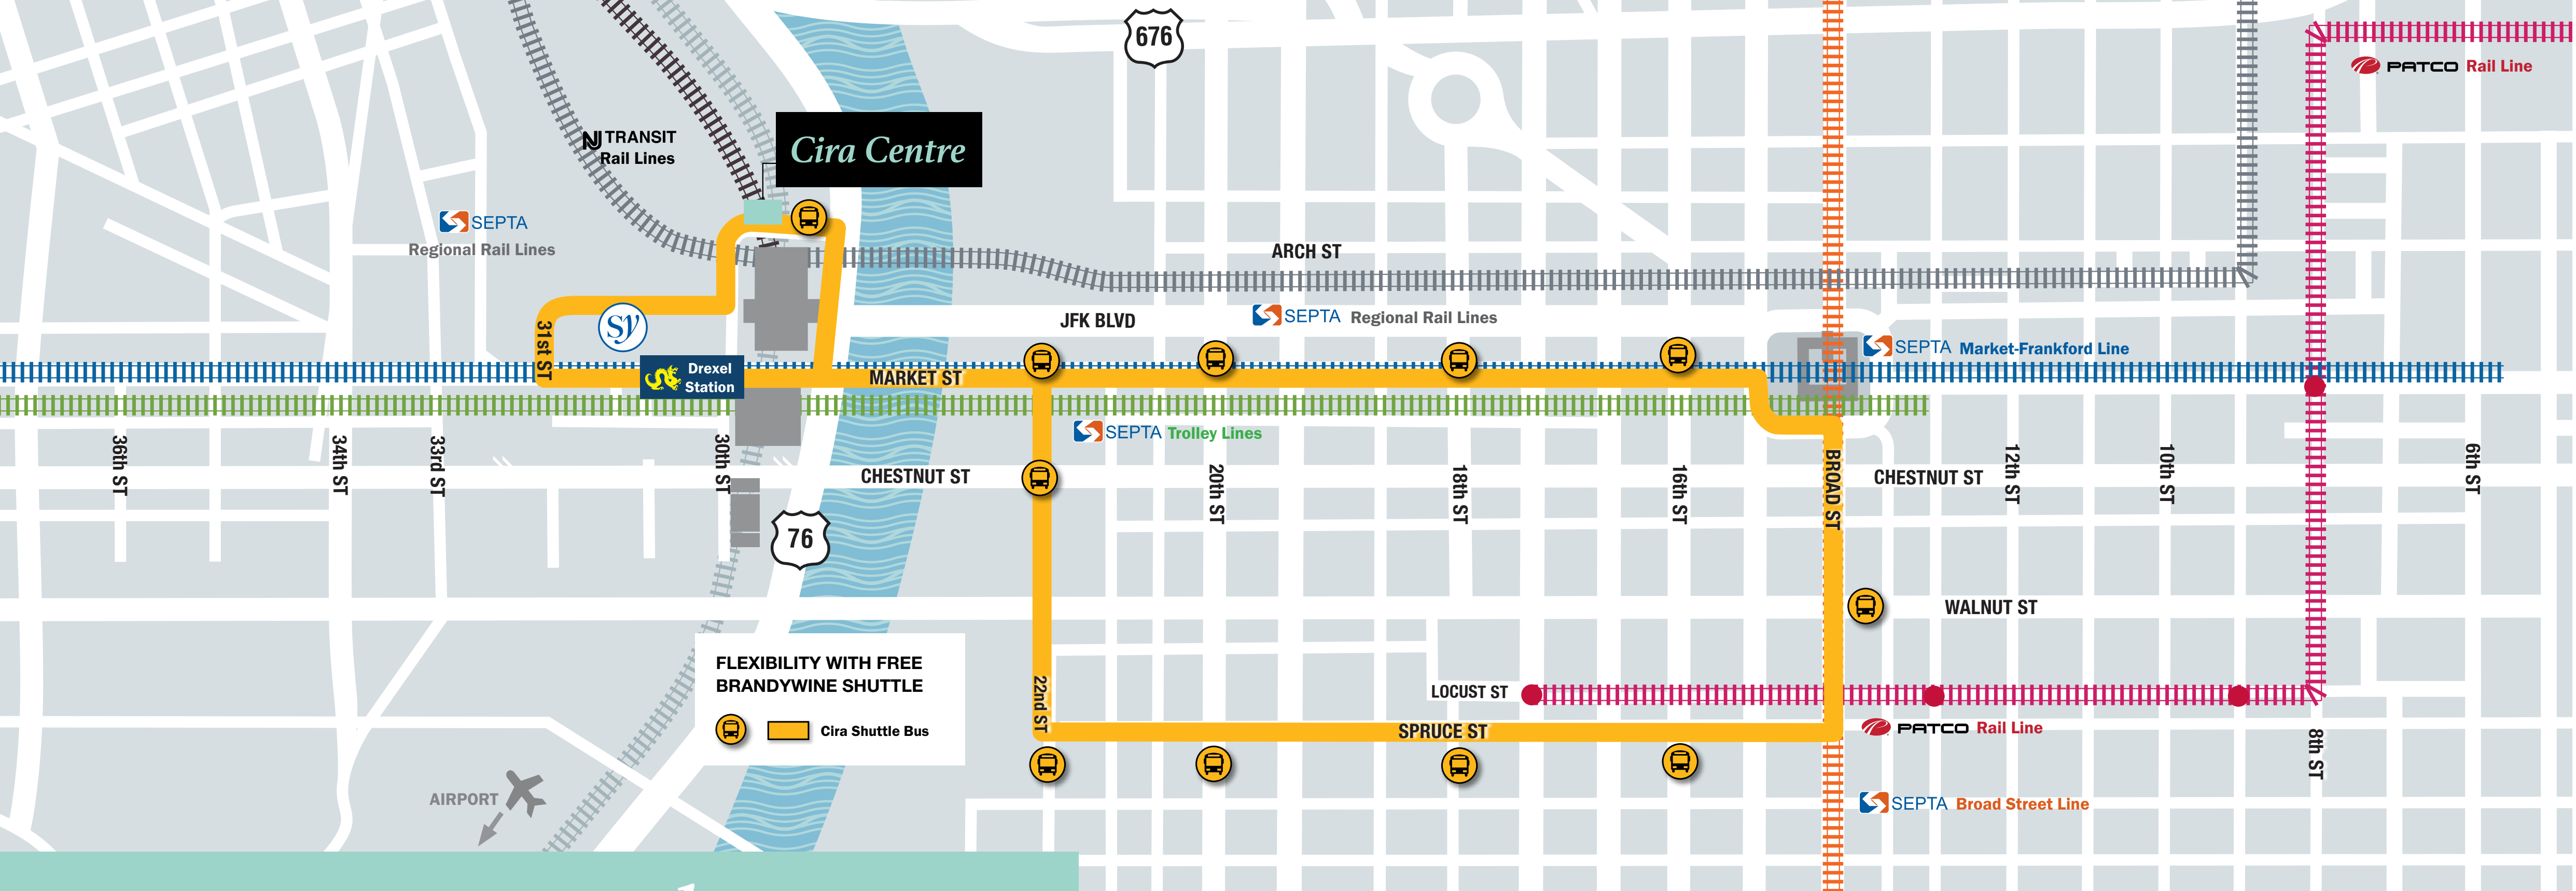 676
PATCO Rail Line
NJ TRANSIT
Rail Lines
Cira Centre
SEPTA
Regional Rail Lines
ARCH ST
JFK BLVD
SEPTA Regional Rail Lines
31st ST
sy
SEPTA Market-Frankford Line
Drexel
Station
MARKET ST
SEPTA Trolley Lines
36th ST
34th ST
33rd ST
30th ST
CHESTNUT ST
20th ST
18th ST
16th ST
BROAD ST
CHESTNUT ST
12th ST
10th ST
6th ST
76
WALNUT ST
FLEXIBILITY WITH FREE
BRANDYWINE SHUTTLE
Cira Shuttle Bus
22nd ST
LOCUST ST
SPRUCE ST
PATCO Rail Line
8th ST
AIRPORT
SEPTA Broad Street Line